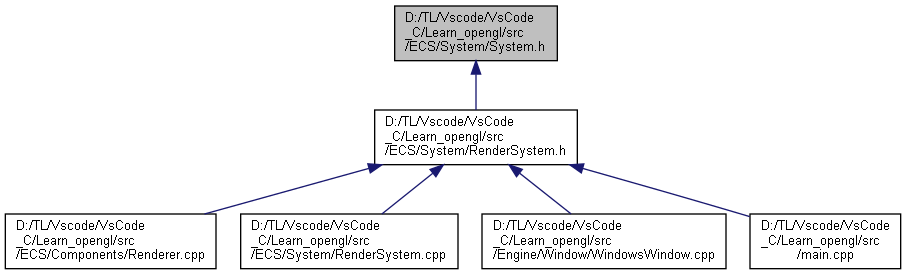 D:/TL/Vscode/VsCode
_C/Learn_opengl/src
/ECS/System/System.h
D:/TL/Vscode/VsCode
_C/Learn_opengl/src
/ECS/System/RenderSystem.h
D:/TL/Vscode/VsCode
_C/Learn_opengl/src
/ECS/Components/Renderer.cpp
D:/TL/Vscode/VsCode
_C/Learn_opengl/src
/ECS/System/RenderSystem.cpp
D:/TL/Vscode/VsCode
_C/Learn_opengl/src
/Engine/Window/WindowsWindow.cpp
D:/TL/Vscode/VsCode
_C/Learn_opengl/src
/main.cpp